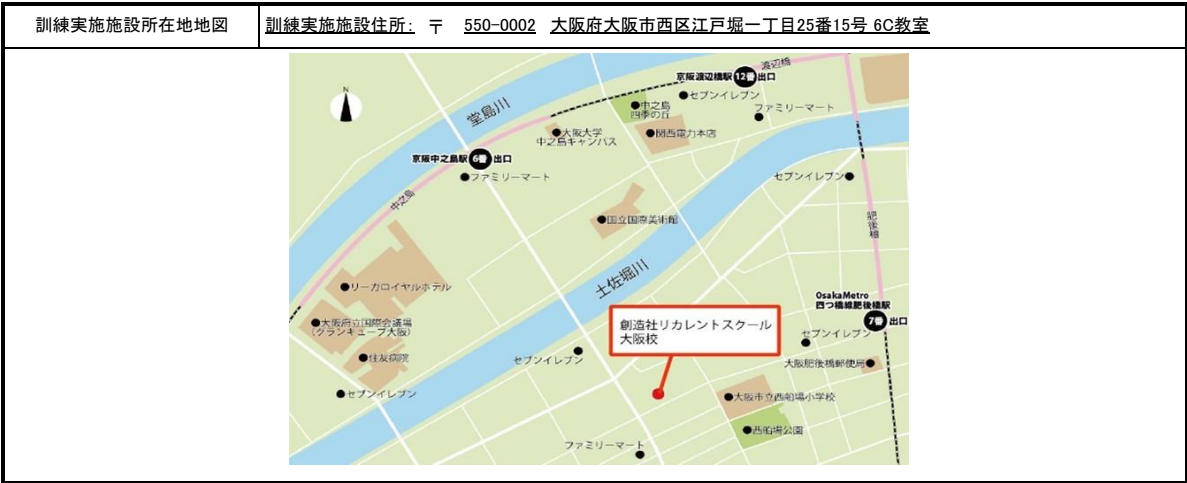 訓練実施施設所在地地図
訓練実施施設住所: 〒 550-0002 大阪府大阪市西区江戸堀一丁目25番15号 6C教室
渡辺橋
京阪渡辺橋駅 12番 出口
セブンイレブン
ファミリーマート
中之島
四季の丘
関西電力本店
大阪大学
中之島キャンパス
堂島川
N
京阪中之島駅 6番 出口
ファミリーマート
中之島
セブンイレブン
国立国際美術館
肥後橋
土佐堀川
リーガロイヤルホテル
OsakaMetro
四つ橋線肥後橋駅
7番 出口
大阪府立国際会議場
(グランキューブ大阪)
創造社リカレントスクール
大阪校
セブンイレブン
住友病院
セブンイレブン
大阪肥後橋郵便局
セブンイレブン
大阪市立西船場小学校
西船場公園
ファミリーマート